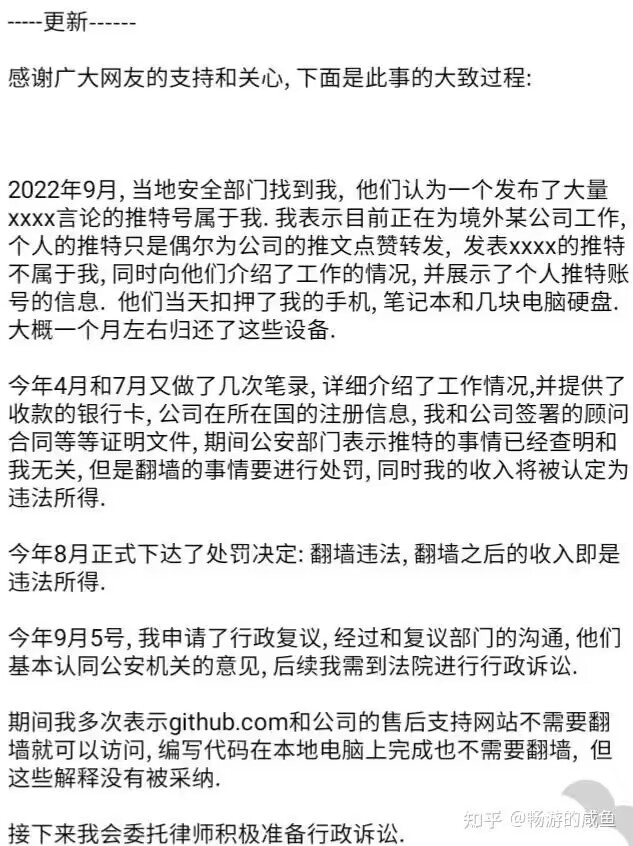 -----更新------
感谢广大网友的支持和关心, 下面是此事的大致过程:
2022年9月, 当地安全部门找到我, 他们认为一个发布了大量
xxxx言论的推特号属于我. 我表示目前正在为境外某公司工作,
个人的推特只是偶尔为公司的推文点赞转发, 发表xxxx的推特
不属于我, 同时向他们介绍了工作的情况, 并展示了个人推特账
号的信息. 他们当天扣押了我的手机, 笔记本和几块电脑硬盘.
大概一个月左右归还了这些设备.
今年4月和7月又做了几次笔录, 详细介绍了工作情况,并提供了
收款的银行卡, 公司在所在国的注册信息, 我和公司签署的顾问
合同等等证明文件, 期间公安部门表示推特的事情已经查明和
我无关, 但是翻墙的事情要进行处罚, 同时我的收入将被认定为
违法所得.
今年8月正式下达了处罚决定: 翻墙违法, 翻墙之后的收入即是
违法所得.
今年9月5号, 我申请了行政复议, 经过和复议部门的沟通, 他们
基本认同公安机关的意见, 后续我需到法院进行行政诉讼.
期间我多次表示github.com和公司的售后支持网站不需要翻
墙就可以访问, 编写代码在本地电脑上完成也不需要翻墙, 但
这些解释没有被采纳.
接下来我会委托律师积极准备行政诉讼.
知乎 @畅游的咸鱼